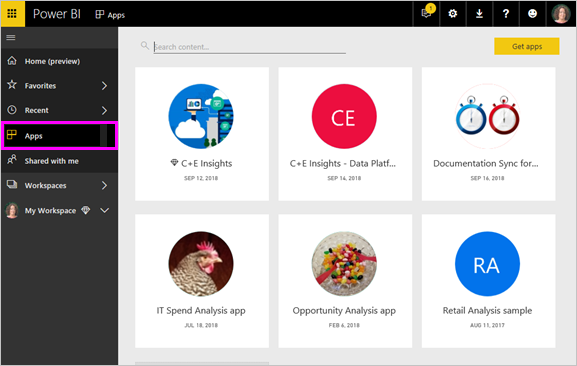 Power BI
Apps
1
?
Search content...
Get apps
Home (preview)
Favorites
Recent
Apps
Shared with me
Workspaces
My Workspace
C+E Insights
SEP 12, 2018
CE
C+E Insights - Data Platf...
SEP 14, 2018
Documentation Sync for...
SEP 16, 2018
IT Spend Analysis app
JUL 18, 2018
Opportunity Analysis app
FEB 6, 2018
RA
Retail Analysis sample
AUG 11, 2017